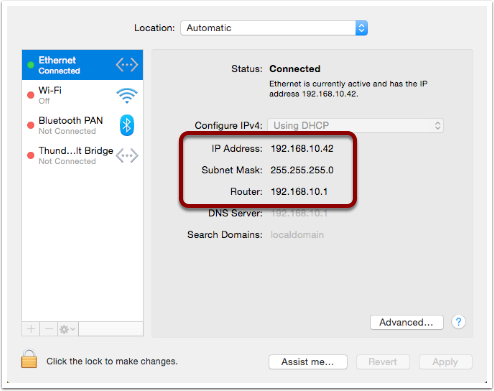 Location: Automatic
Ethernet
Connected
Wi-Fi
Off
Bluetooth PAN
Not Connected
Thund...lt Bridge
Not Connected
Status: Connected
Ethernet is currently active and has the IP
address 192.168.10.42.
Configure IPv4: Using DHCP
IP Address: 192.168.10.42
Subnet Mask: 255.255.255.0
Router: 192.168.10.1
DNS Server: 192.168.10.1
Search Domains: localdomain
Advanced... ?
Click the lock to make changes.
Assist me... Revert Apply